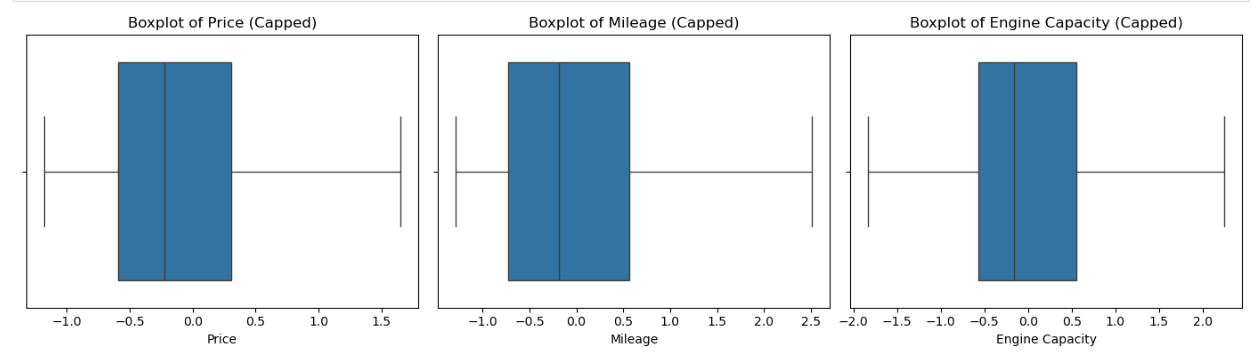 Boxplot of Price (Capped)
−1.0 −0.5 0.0 0.5 1.0 1.5
Price
Boxplot of Mileage (Capped)
−1.0 −0.5 0.0 0.5 1.0 1.5 2.0 2.5
Mileage
Boxplot of Engine Capacity (Capped)
−2.0 −1.5 −1.0 −0.5 0.0 0.5 1.0 1.5 2.0
Engine Capacity